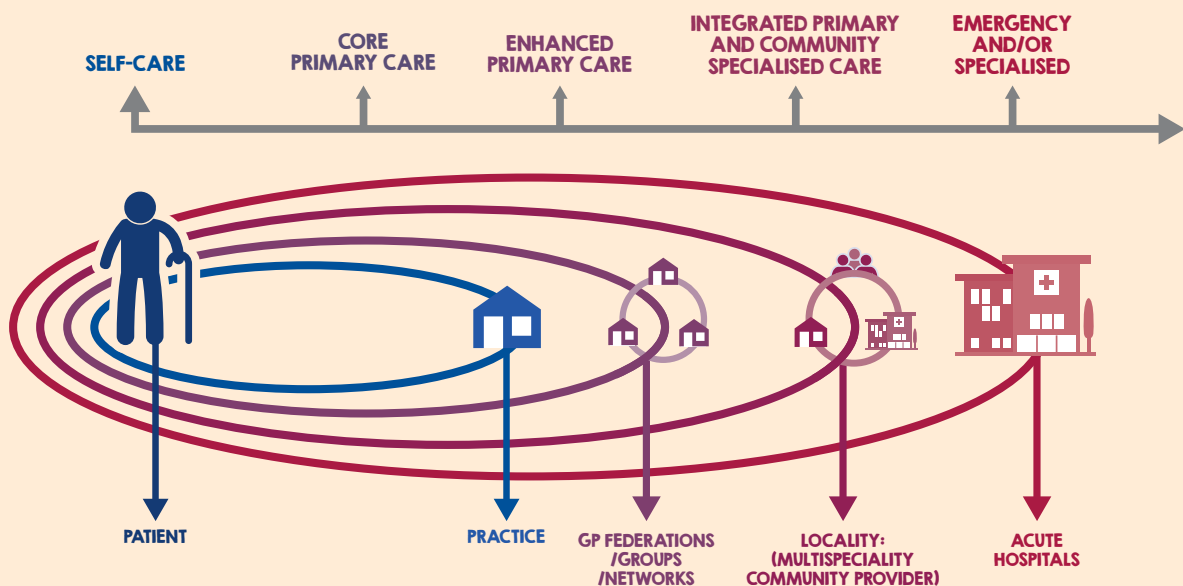 SELF-CARE
CORE
PRIMARY CARE
ENHANCED
PRIMARY CARE
INTEGRATED PRIMARY
AND COMMUNITY
SPECIALISED CARE
EMERGENCY
AND/OR
SPECIALISED
PATIENT
PRACTICE
GP FEDERATIONS
/GROUPS
/NETWORKS
LOCALITY:
(MULTISPECIALITY
COMMUNITY PROVIDER)
ACUTE
HOSPITALS